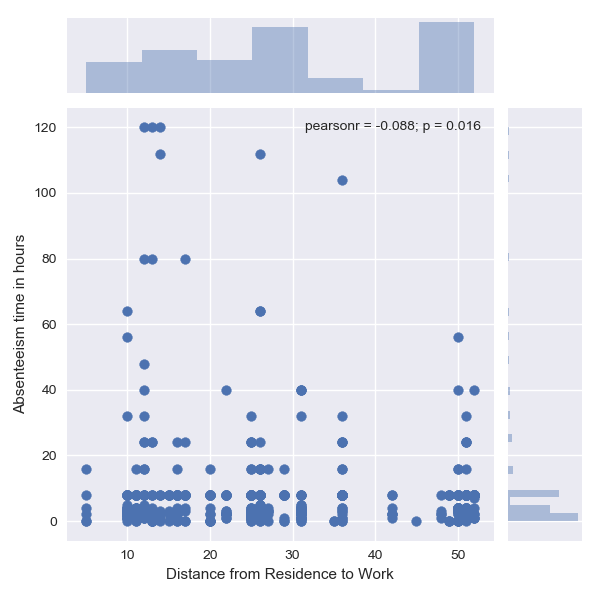 pearsonr = -0.088; p = 0.016
120
100
80
60
40
20
0
Absenteeism time in hours
10 20 30 40 50
Distance from Residence to Work